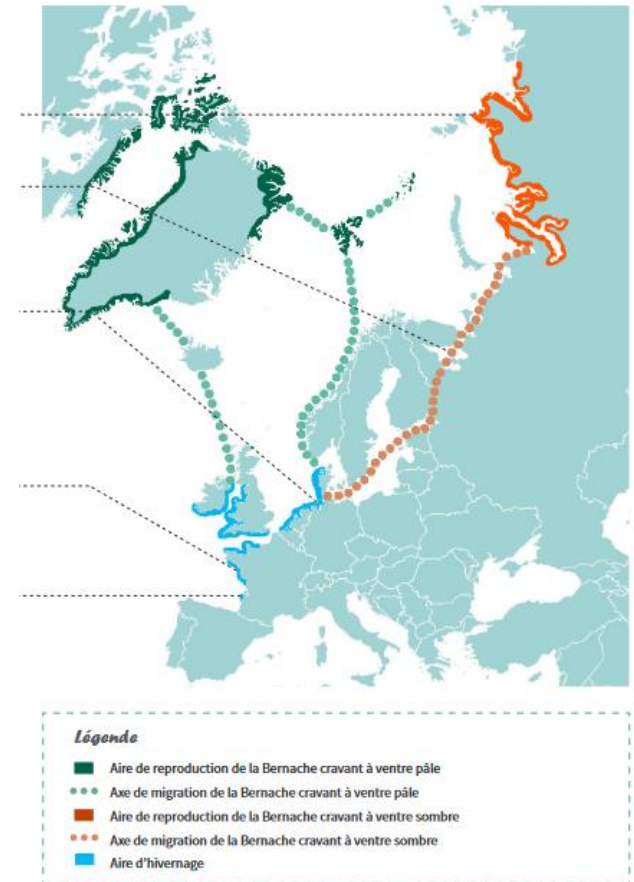 Légende
Aire de reproduction de la Bernache cravant à ventre pâle
Axe de migration de la Bernache cravant à ventre pâle
Aire de reproduction de la Bernache cravant à ventre sombre
Axe de migration de la Bernache cravant à ventre sombre
Aire d'hivernage